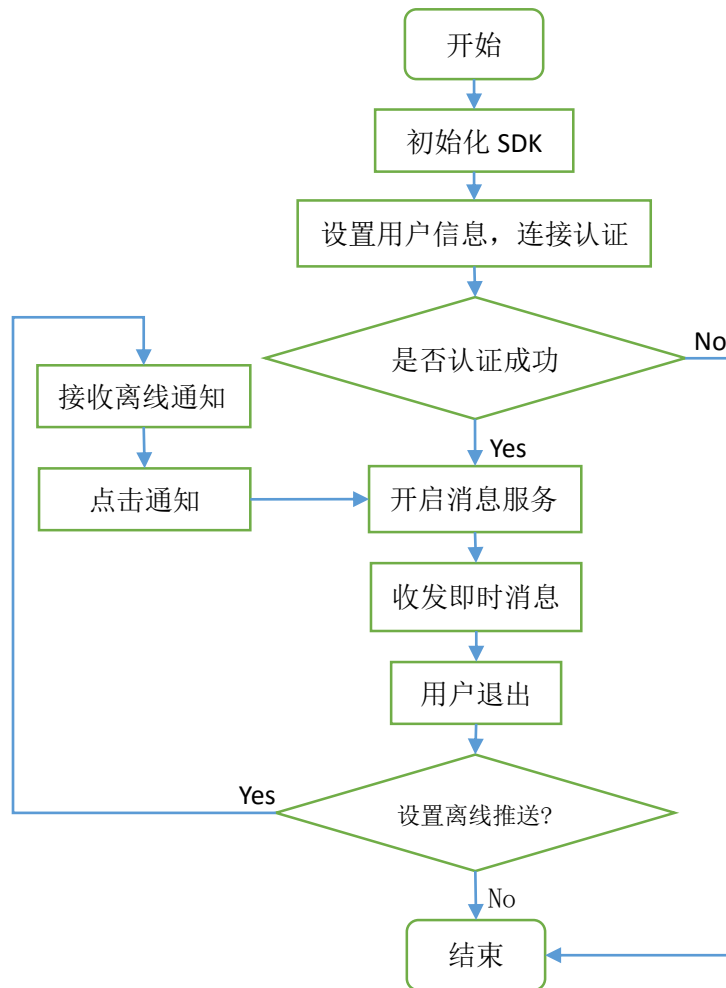 开始
初始化 SDK
设置用户信息，连接认证
是否认证成功
No
接收离线通知
Yes
点击通知
开启消息服务
收发即时消息
用户退出
Yes
设置离线推送?
No
结束